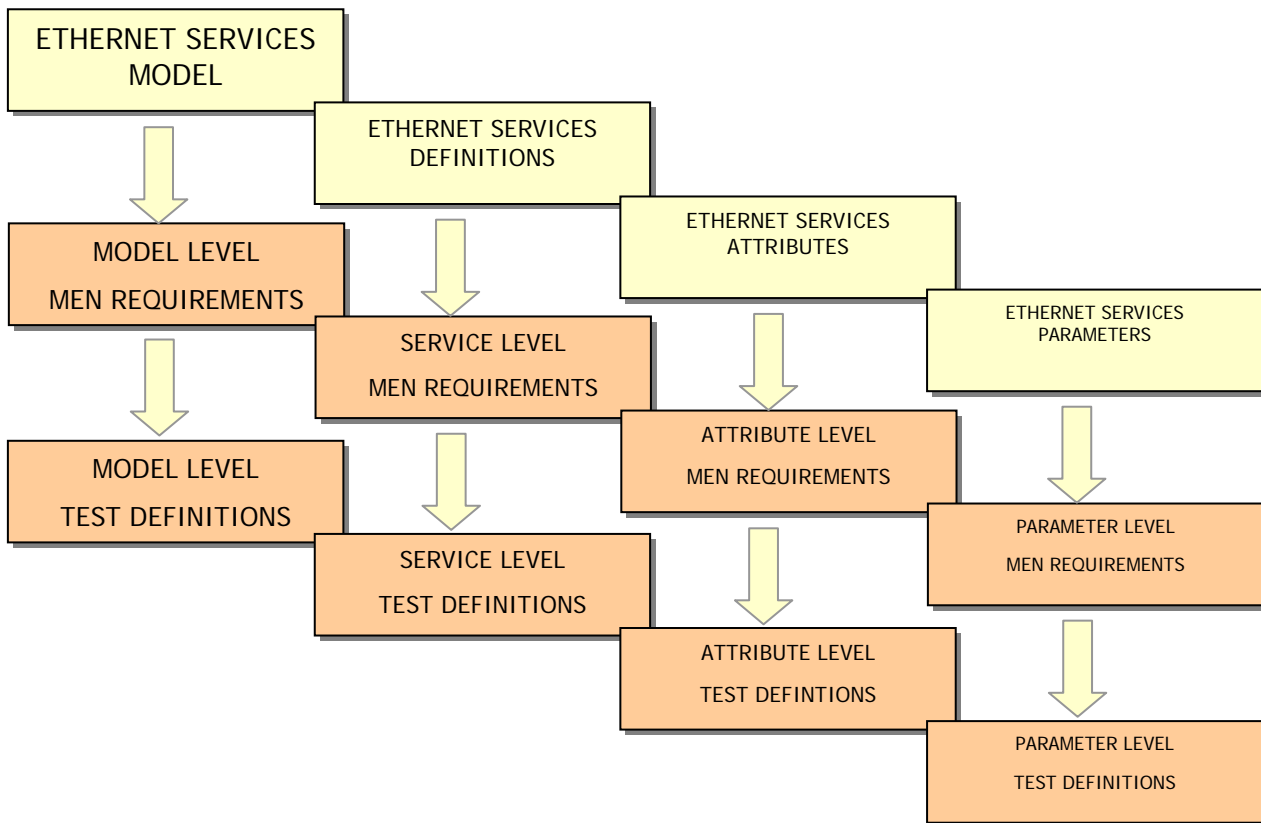 ETHERNET SERVICES
MODEL
ETHERNET SERVICES
DEFINITIONS
ETHERNET SERVICES
ATTRIBUTES
ETHERNET SERVICES
PARAMETERS
MODEL LEVEL
MEN REQUIREMENTS
SERVICE LEVEL
MEN REQUIREMENTS
ATTRIBUTE LEVEL
MEN REQUIREMENTS
PARAMETER LEVEL
MEN REQUIREMENTS
MODEL LEVEL
TEST DEFINITIONS
SERVICE LEVEL
TEST DEFINITIONS
ATTRIBUTE LEVEL
TEST DEFINTIONS
PARAMETER LEVEL
TEST DEFINITIONS